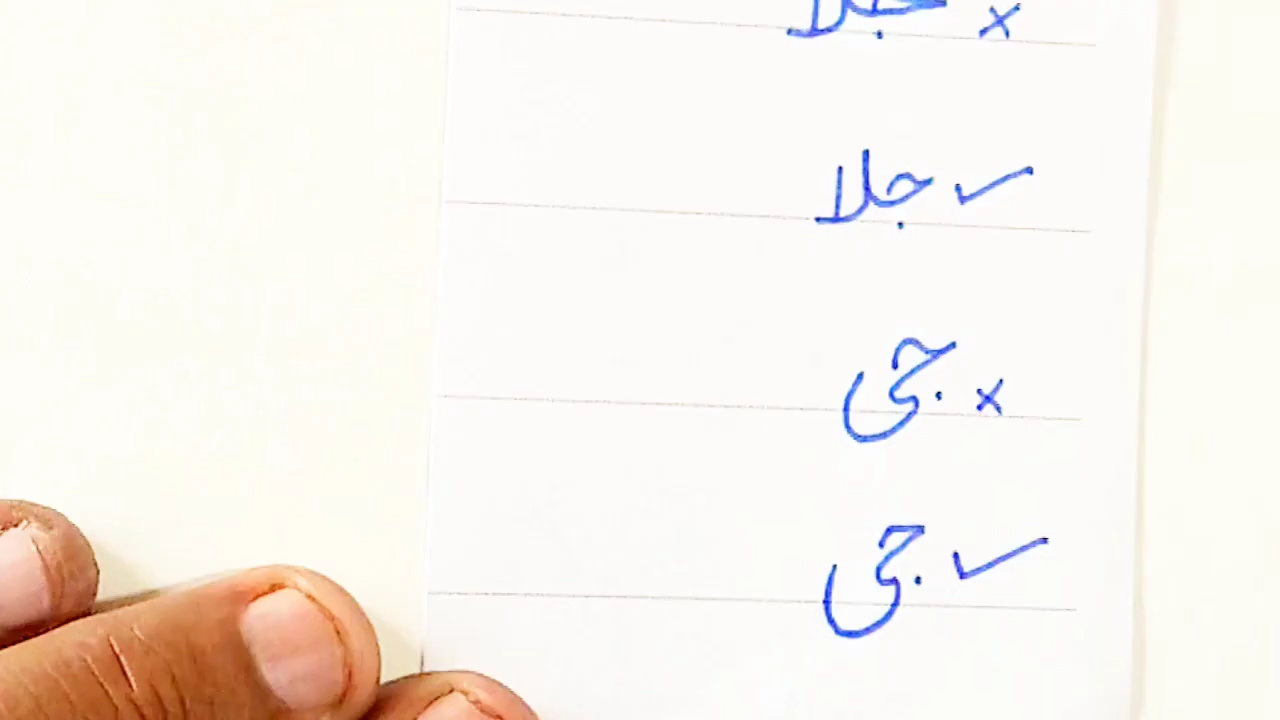 جلا ×
جلا ✓
جی ×
جی ✓